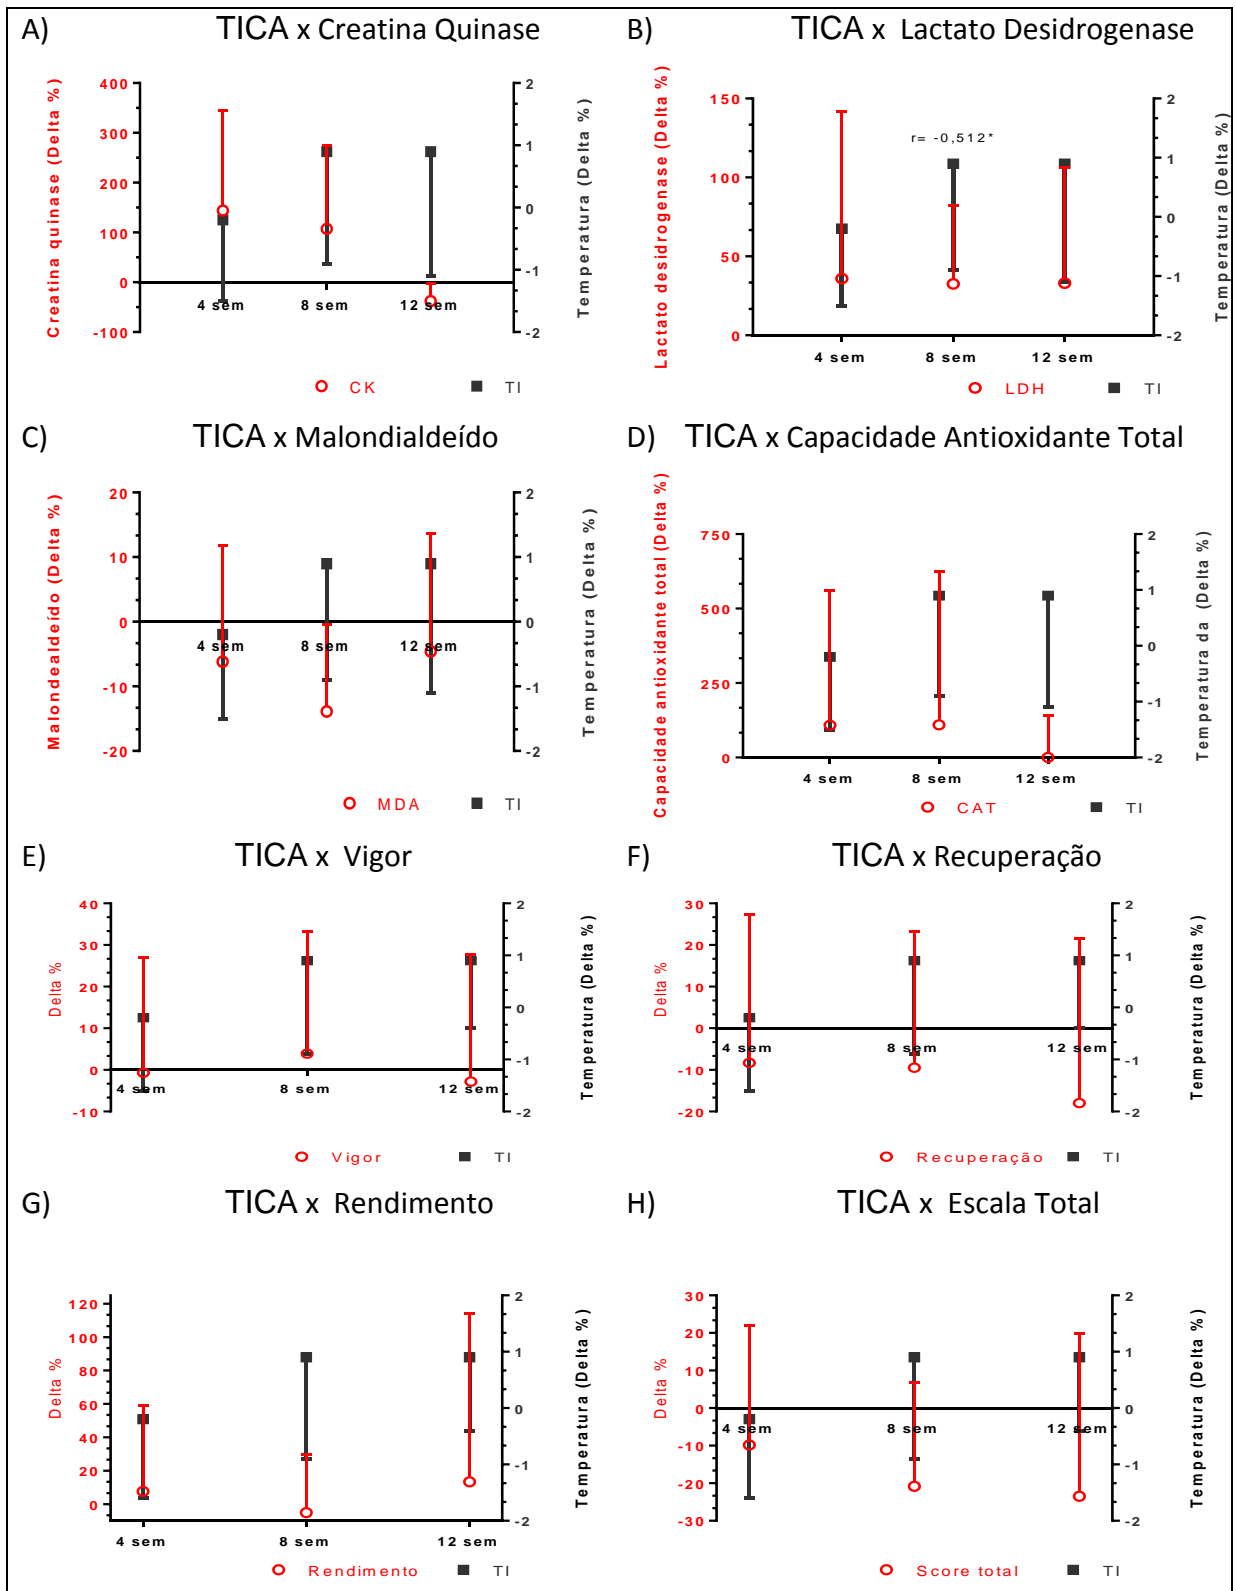 A) TICA x Creatina Quinase
Creatina quinase (Delta %)
400
300
200
100
0
-100
4 sem 8 sem 12 sem
2
1
0
-1
-2
Temperatura (Delta %)
CK TI
B) TICA x Lactato Desidrogenase
Lactato desidrogenase (Delta %)
150
100
50
0
r= -0,512*
4 sem 8 sem 12 sem
2
1
0
-1
-2
Temperatura (Delta %)
LDH TI
C) TICA x Malondialdeído
Malondealdeído (Delta %)
20
10
0
-10
-20
4 sem 8 sem 12 sem
2
1
0
-1
-2
Temperatura (Delta %)
MDA TI
D) TICA x Capacidade Antioxidante Total
Capacidade antioxidante total (Delta %)
750
500
250
0
4 sem 8 sem 12 sem
2
1
0
-1
-2
Temperatura da (Delta %)
CAT TI
E) TICA x Vigor
Delta %
40
30
20
10
0
-10
4 sem 8 sem 12 sem
2
1
0
-1
-2
Temperatura (Delta %)
Vigor TI
F) TICA x Recuperação
Delta %
30
20
10
0
-10
-20
4 sem 8 sem 12 sem
2
1
0
-1
-2
Temperatura (Delta %)
Recuperação TI
G) TICA x Rendimento
Delta %
120
100
80
60
40
20
0
4 sem 8 sem 12 sem
2
1
0
-1
-2
Temperatura (Delta %)
Rendimento TI
H) TICA x Escala Total
Delta %
30
20
10
0
-10
-20
-30
4 sem 8 sem 12 sem
2
1
0
-1
-2
Temperatura (Delta %)
Score total TI